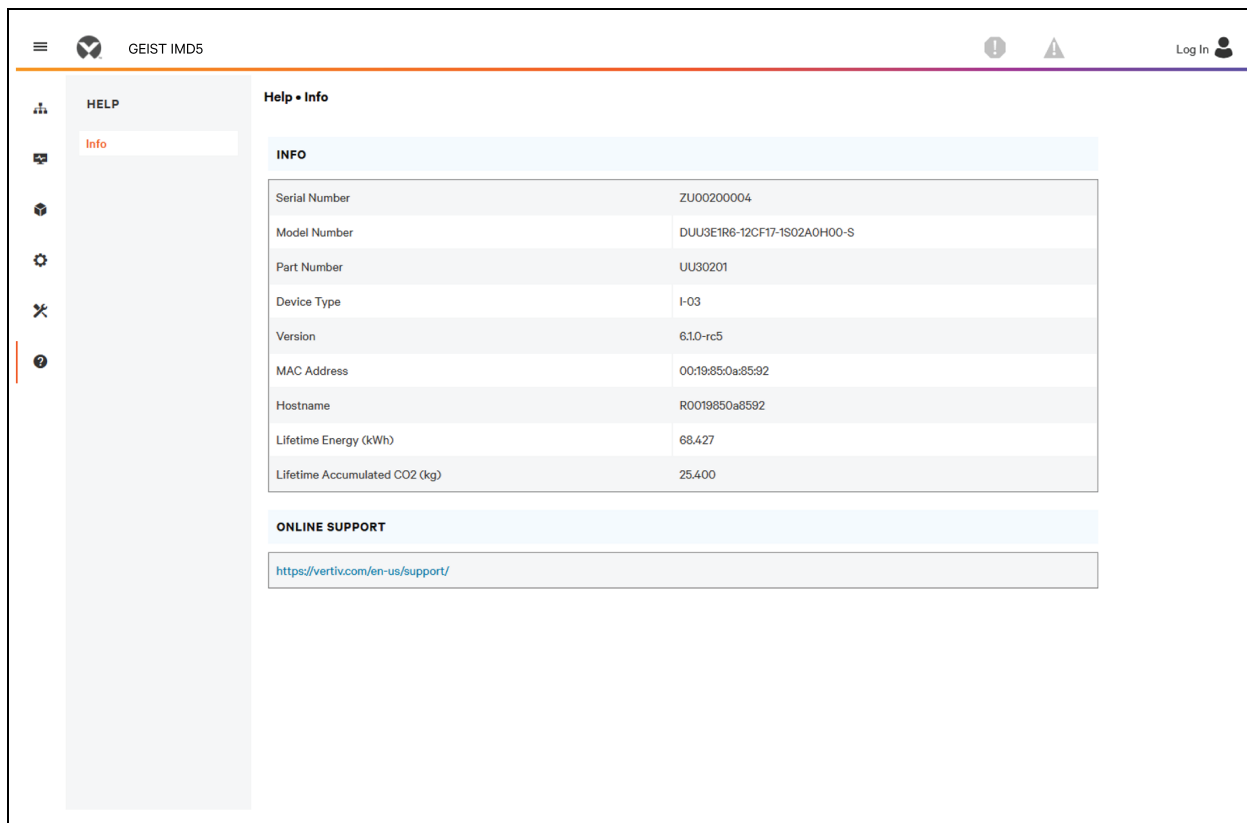 GEIST IMD5
Log In
HELP
Info
Help • Info
INFO
Serial Number ZU00200004
Model Number DUU3E1R6-12CF17-1S02A0H00-S
Part Number UU30201
Device Type I-03
Version 6.1.0-rc5
MAC Address 00:19:85:0a:85:92
Hostname R0019850a8592
Lifetime Energy (kWh) 68.427
Lifetime Accumulated CO2 (kg) 25.400
ONLINE SUPPORT
https://vertiv.com/en-us/support/